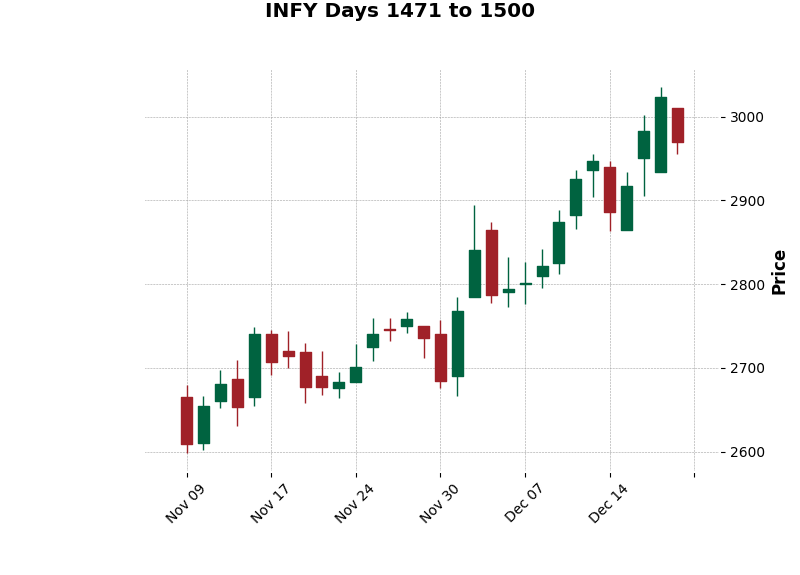 INFY Days 1471 to 1500
3000
2900
2800
2700
2600
Price
Nov 09
Nov 17
Nov 24
Nov 30
Dec 07
Dec 14